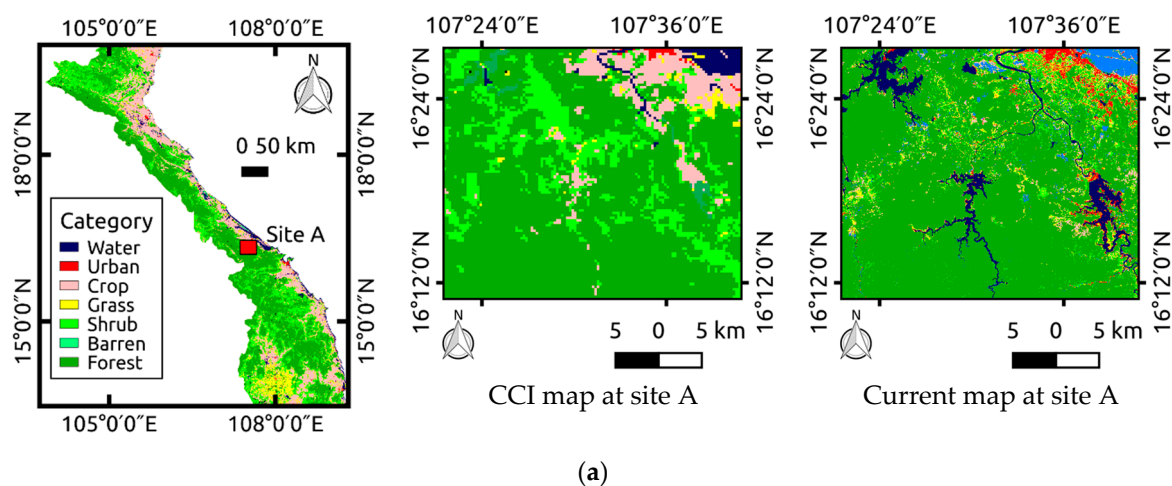 105°0′0″E 108°0′0″E
107°24′0″E 107°36′0″E
107°24′0″E 107°36′0″E
N
0 50 km
18°0′0″N 18°0′0″N
15°0′0″N 15°0′0″N
Category
Water
Urban
Crop
Grass
Shrub
Barren
Forest
Site A
105°0′0″E 108°0′0″E
16°24′0″N 16°24′0″N
16°12′0″N 16°12′0″N
N
5 0 5 km
CCI map at site A
16°24′0″N 16°24′0″N
16°12′0″N 16°12′0″N
N
5 0 5 km
Current map at site A
(a)